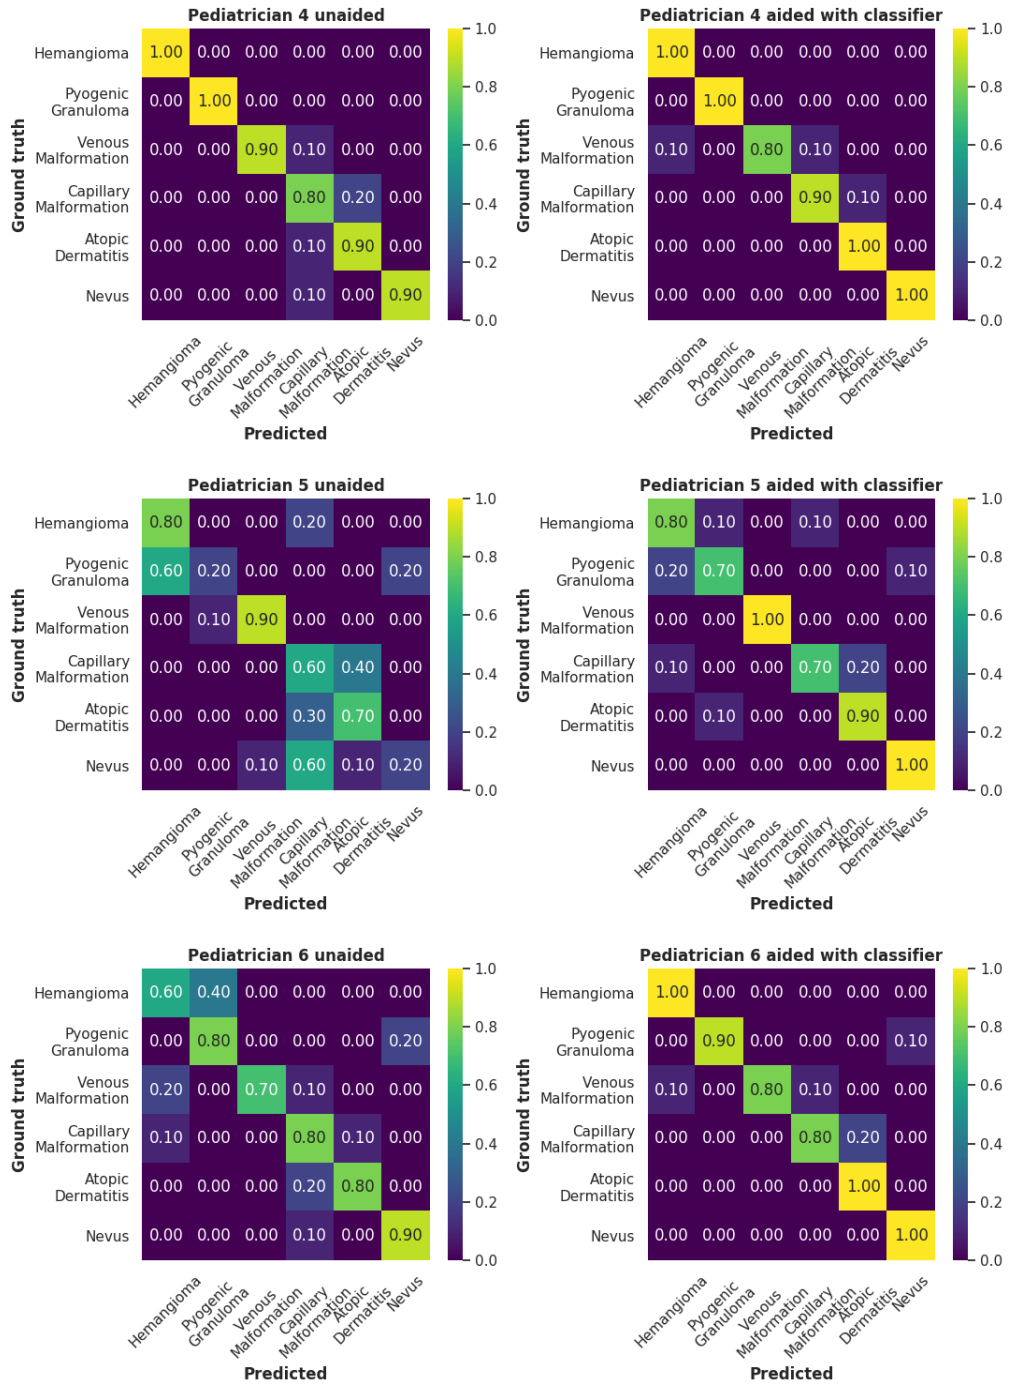 Pediatrician 4 unaided
Ground truth
Hemangioma 1.00 0.00 0.00 0.00 0.00 0.00
Pyogenic
Granuloma 0.00 1.00 0.00 0.00 0.00 0.00
Venous
Malformation 0.00 0.00 0.90 0.10 0.00 0.00
Capillary
Malformation 0.00 0.00 0.00 0.80 0.20 0.00
Atopic
Dermatitis 0.00 0.00 0.00 0.10 0.90 0.00
Nevus 0.00 0.00 0.00 0.10 0.00 0.90
1.0
0.8
0.6
0.4
0.2
0.0
Hemangioma
Pyogenic
Granuloma
Venous
Malformation
Capillary
Malformation
Atopic
Dermatitis
Nevus
Predicted
Pediatrician 4 aided with classifier
Ground truth
Hemangioma 1.00 0.00 0.00 0.00 0.00 0.00
Pyogenic
Granuloma 0.00 1.00 0.00 0.00 0.00 0.00
Venous
Malformation 0.10 0.00 0.80 0.10 0.00 0.00
Capillary
Malformation 0.00 0.00 0.00 0.90 0.10 0.00
Atopic
Dermatitis 0.00 0.00 0.00 0.00 1.00 0.00
Nevus 0.00 0.00 0.00 0.00 0.00 1.00
1.0
0.8
0.6
0.4
0.2
0.0
Hemangioma
Pyogenic
Granuloma
Venous
Malformation
Capillary
Malformation
Atopic
Dermatitis
Nevus
Predicted
Pediatrician 5 unaided
Ground truth
Hemangioma 0.80 0.00 0.00 0.20 0.00 0.00
Pyogenic
Granuloma 0.60 0.20 0.00 0.00 0.00 0.20
Venous
Malformation 0.00 0.10 0.90 0.00 0.00 0.00
Capillary
Malformation 0.00 0.00 0.00 0.60 0.40 0.00
Atopic
Dermatitis 0.00 0.00 0.00 0.30 0.70 0.00
Nevus 0.00 0.00 0.10 0.60 0.10 0.20
1.0
0.8
0.6
0.4
0.2
0.0
Hemangioma
Pyogenic
Granuloma
Venous
Malformation
Capillary
Malformation
Atopic
Dermatitis
Nevus
Predicted
Pediatrician 5 aided with classifier
Ground truth
Hemangioma 0.80 0.10 0.00 0.10 0.00 0.00
Pyogenic
Granuloma 0.20 0.70 0.00 0.00 0.00 0.10
Venous
Malformation 0.00 0.00 1.00 0.00 0.00 0.00
Capillary
Malformation 0.10 0.00 0.00 0.70 0.20 0.00
Atopic
Dermatitis 0.00 0.10 0.00 0.00 0.90 0.00
Nevus 0.00 0.00 0.00 0.00 0.00 1.00
1.0
0.8
0.6
0.4
0.2
0.0
Hemangioma
Pyogenic
Granuloma
Venous
Malformation
Capillary
Malformation
Atopic
Dermatitis
Nevus
Predicted
Pediatrician 6 unaided
Ground truth
Hemangioma 0.60 0.40 0.00 0.00 0.00 0.00
Pyogenic
Granuloma 0.00 0.80 0.00 0.00 0.00 0.20
Venous
Malformation 0.20 0.00 0.70 0.10 0.00 0.00
Capillary
Malformation 0.10 0.00 0.00 0.80 0.10 0.00
Atopic
Dermatitis 0.00 0.00 0.00 0.20 0.80 0.00
Nevus 0.00 0.00 0.00 0.10 0.00 0.90
1.0
0.8
0.6
0.4
0.2
0.0
Hemangioma
Pyogenic
Granuloma
Venous
Malformation
Capillary
Malformation
Atopic
Dermatitis
Nevus
Predicted
Pediatrician 6 aided with classifier
Ground truth
Hemangioma 1.00 0.00 0.00 0.00 0.00 0.00
Pyogenic
Granuloma 0.00 0.90 0.00 0.00 0.00 0.10
Venous
Malformation 0.10 0.00 0.80 0.10 0.00 0.00
Capillary
Malformation 0.00 0.00 0.00 0.80 0.20 0.00
Atopic
Dermatitis 0.00 0.00 0.00 0.00 1.00 0.00
Nevus 0.00 0.00 0.00 0.00 0.00 1.00
1.0
0.8
0.6
0.4
0.2
0.0
Hemangioma
Pyogenic
Granuloma
Venous
Malformation
Capillary
Malformation
Atopic
Dermatitis
Nevus
Predicted